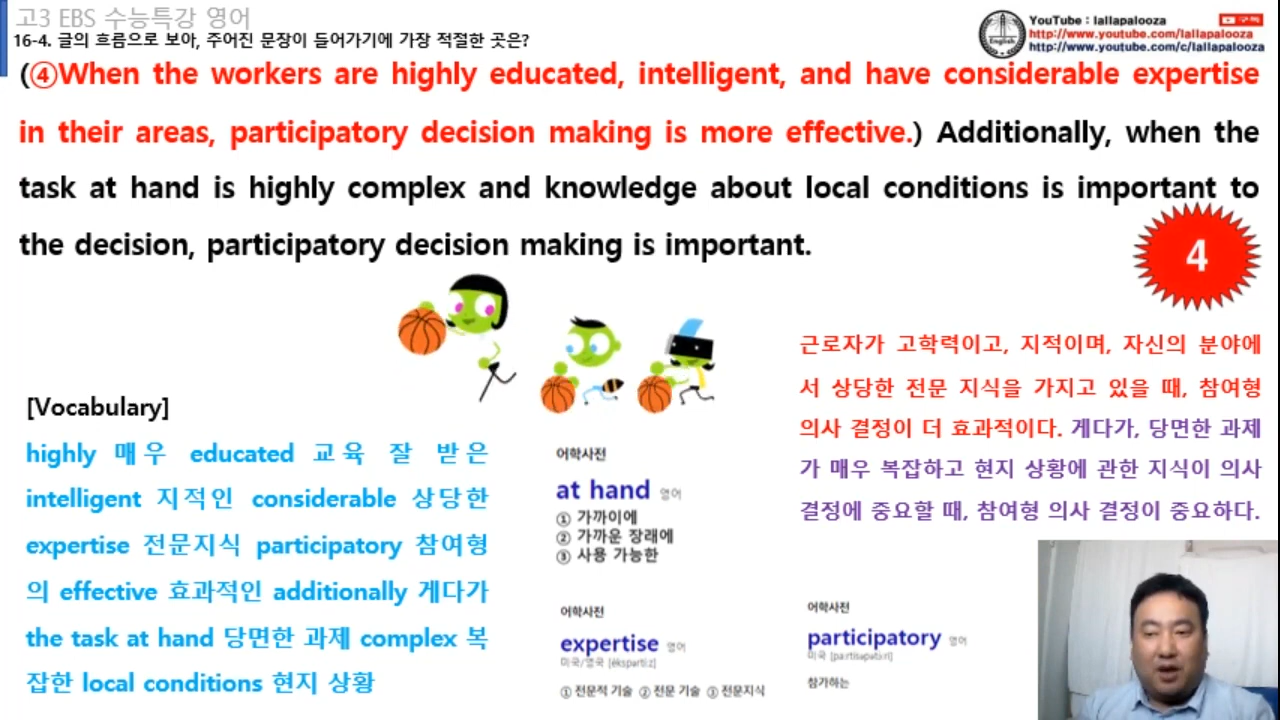 고3 EBS 수능특강 영어
16-4. 글의 흐름으로 보아, 주어진 문장이 들어가기에 가장 적절한 곳은?
YouTube : lallapalooza 구독
http://www.youtube.com/lallapalooza
http://www.youtube.com/c/lallapalooza
English
(④When the workers are highly educated, intelligent, and have considerable expertise
in their areas, participatory decision making is more effective.) Additionally, when the
task at hand is highly complex and knowledge about local conditions is important to
the decision, participatory decision making is important.
4
근로자가 고학력이고, 지적이며, 자신의 분야에
서 상당한 전문 지식을 가지고 있을 때, 참여형
의사 결정이 더 효과적이다. 게다가, 당면한 과제
가 매우 복잡하고 현지 상황에 관한 지식이 의사
결정에 중요할 때, 참여형 의사 결정이 중요하다.
[Vocabulary]
highly 매우 educated 교육 잘 받은
intelligent 지적인 considerable 상당한
expertise 전문지식 participatory 참여형
의 effective 효과적인 additionally 게다가
the task at hand 당면한 과제 complex 복
잡한 local conditions 현지 상황
어학사전
at hand 영어
① 가까이에
② 가까운 장래에
③ 사용 가능한
어학사전
expertise 영어
미국/영국 [èkspərtíːz]
①전문적 기술 ②전문 기술 ③전문지식
어학사전
participatory 영어
미국
참가하는